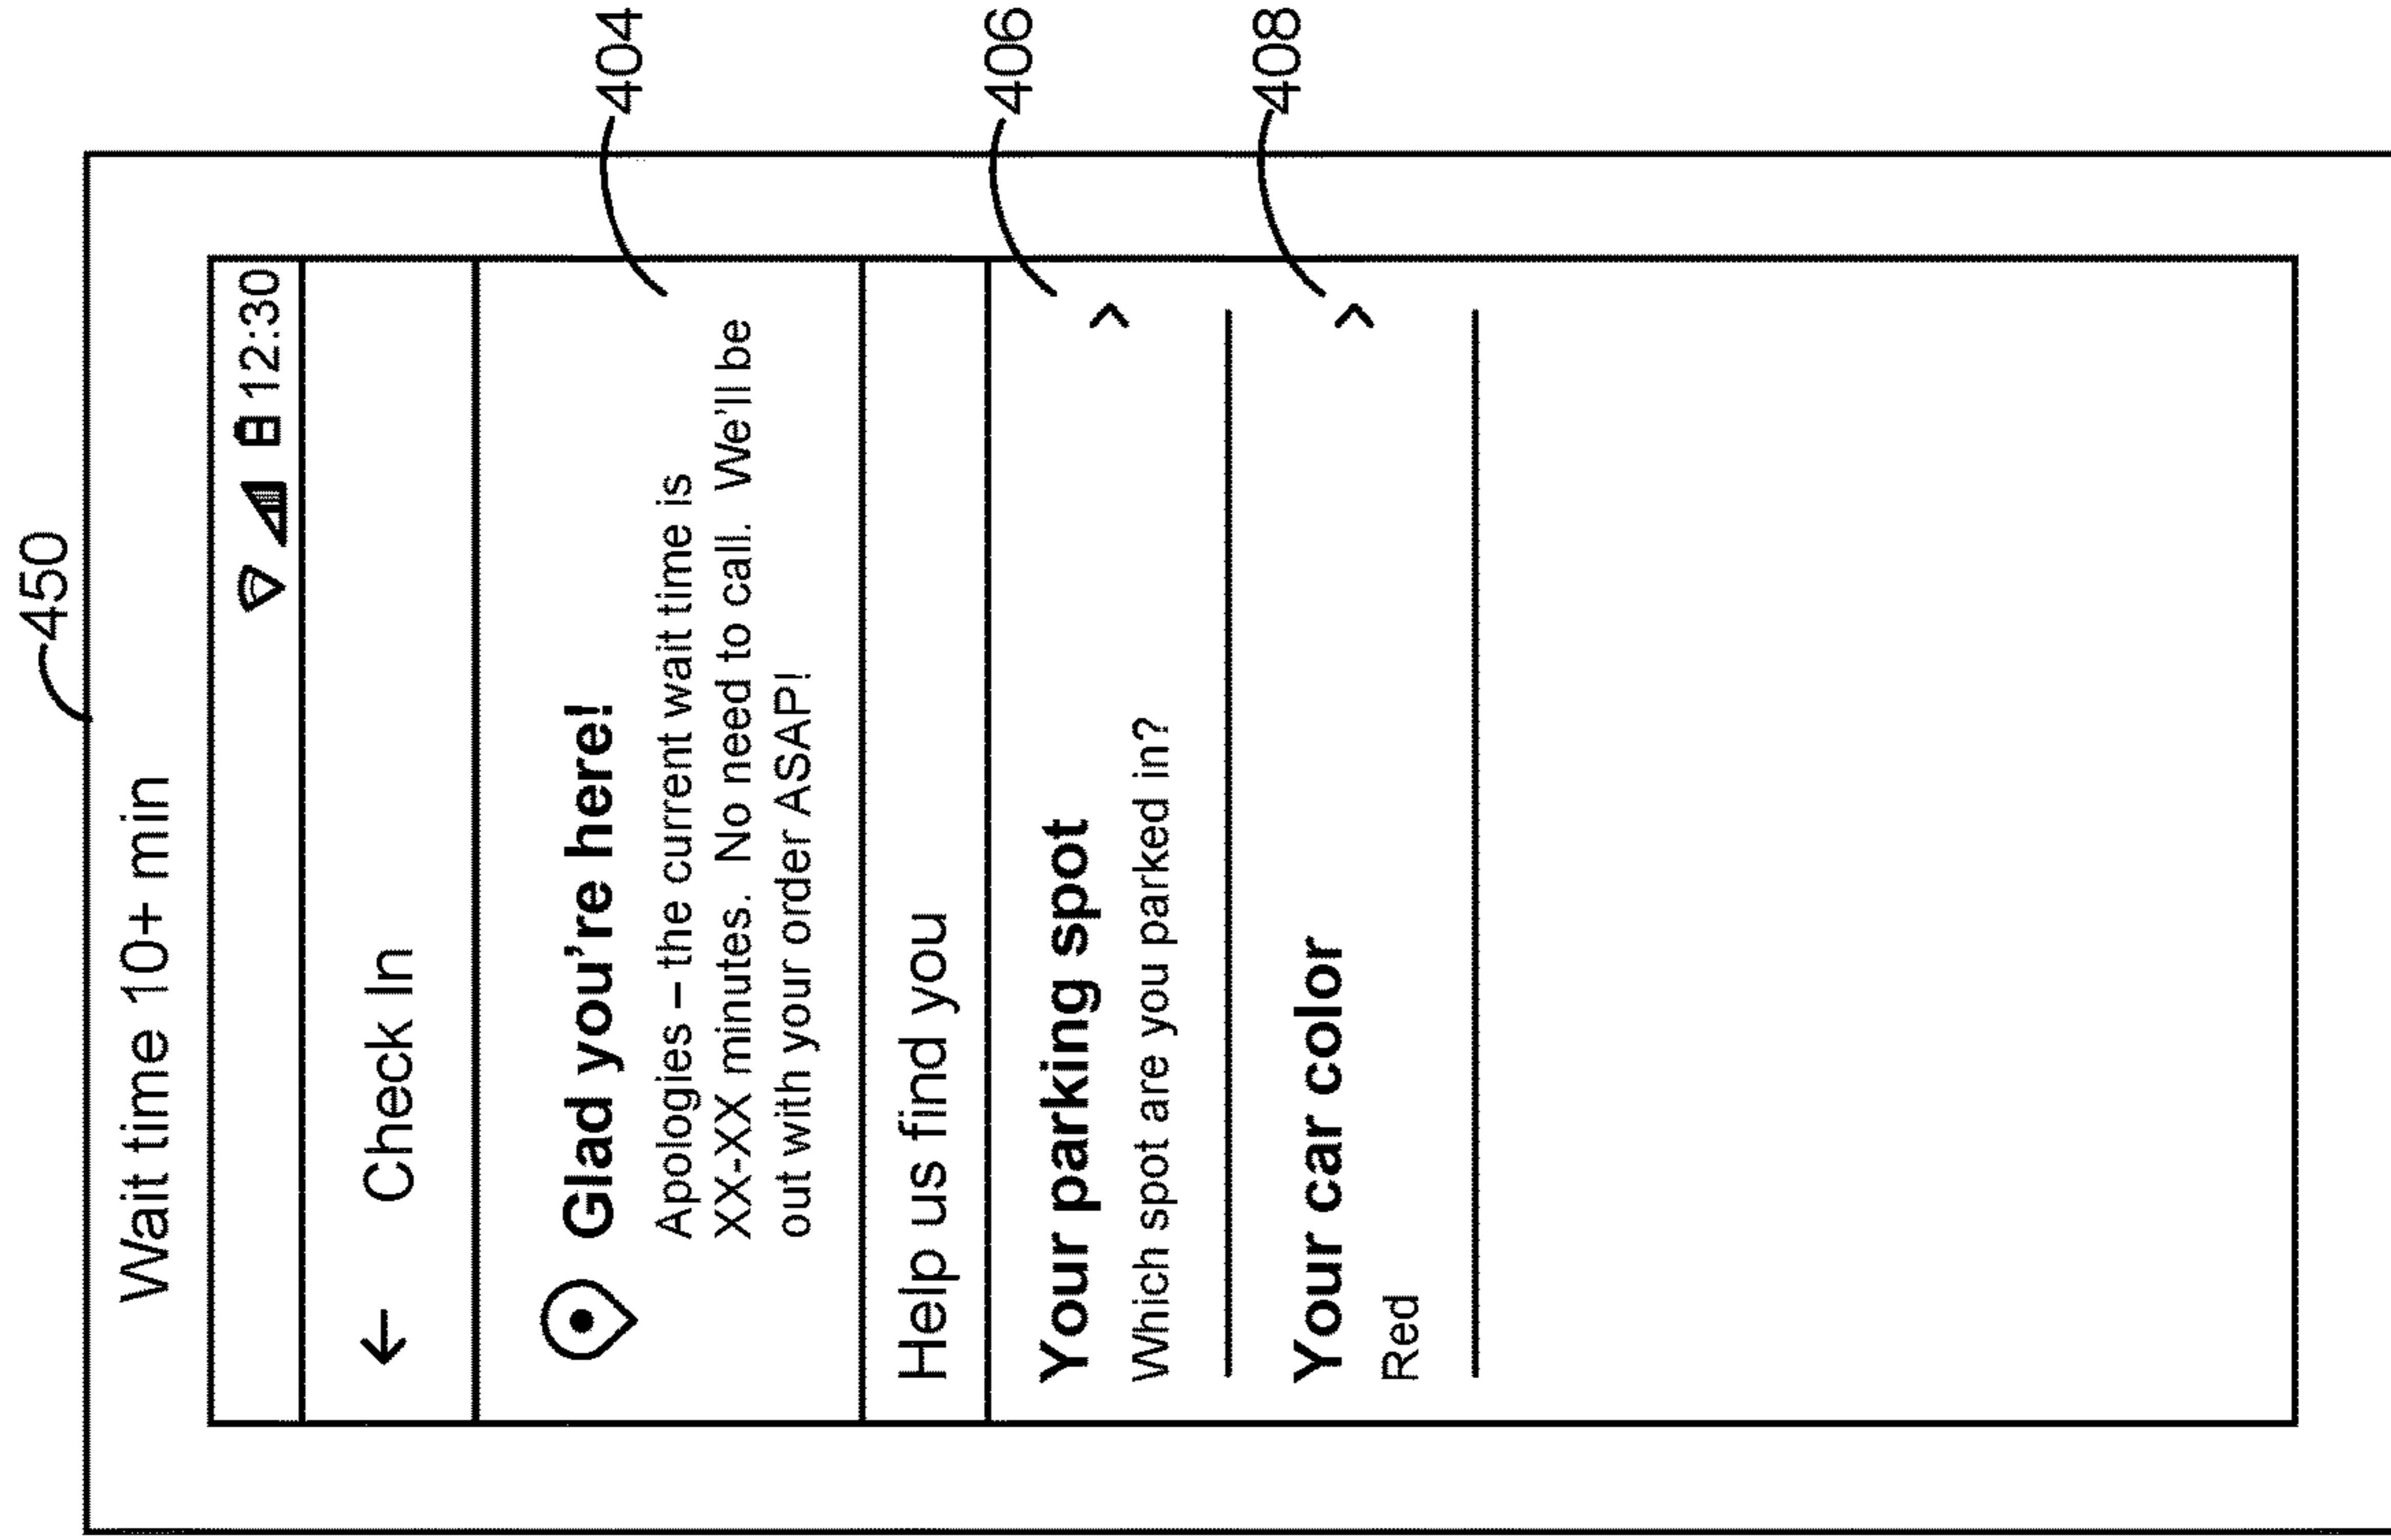 450
Wait time 10+ min
12:30
← Check In
404
Glad you're here!
Apologies – the current wait time is
XX-XX minutes. No need to call. We'll be
out with your order ASAP!
Help us find you
406
Your parking spot
Which spot are you parked in?
408
Your car color
Red